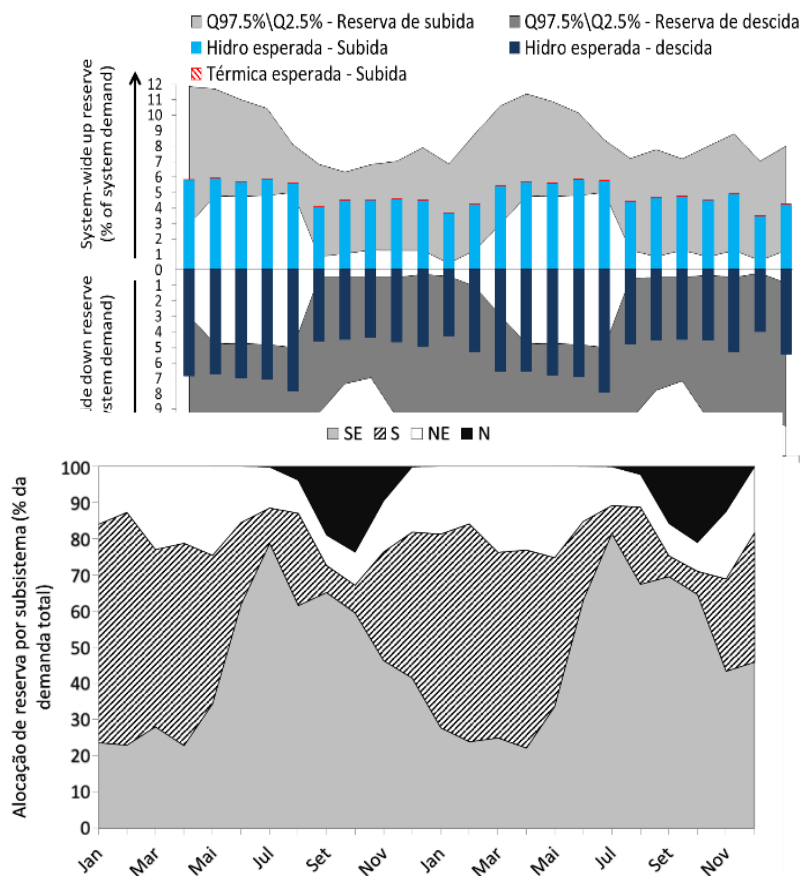 Q97.5%\Q2.5% - Reserva de subida
Q97.5%\Q2.5% - Reserva de descida
Hidro esperada - Subida
Hidro esperada - descida
Térmica esperada - Subida
System-wide up reserve
(% of system demand)
12
11
10
9
8
7
6
5
4
3
2
1
0
1
2
3
4
5
6
7
8
9
down reserve
demand)
SE
S
NE
N
Alocação de reserva por subsistema (% da
demanda total)
100
90
80
70
60
50
40
30
20
10
0
Jan
Mar
Mai
Jul
Set
Nov
Jan
Mar
Mai
Jul
Set
Nov